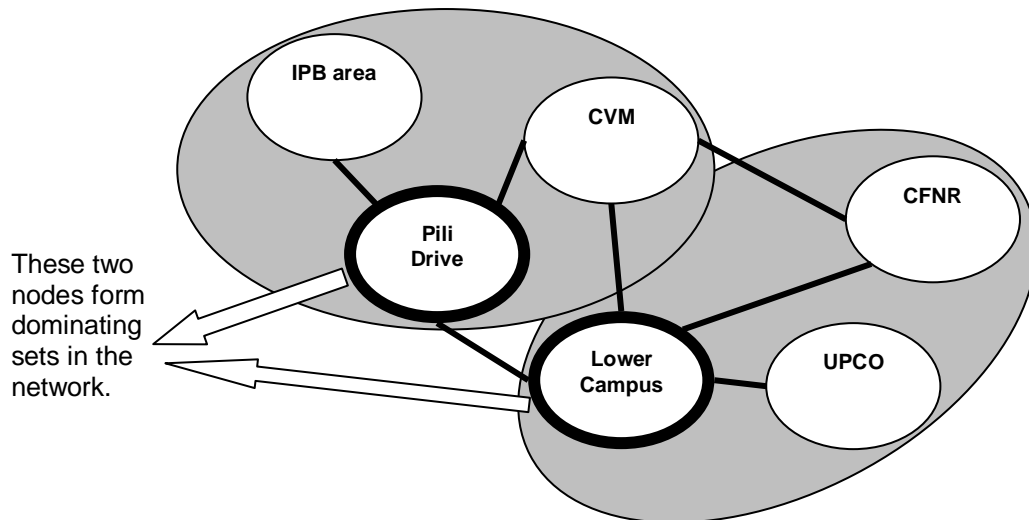 IPB area
CVM
CFNR
Pili
Drive
These two
nodes form
dominating
sets in the
network.
Lower
Campus
UPCO